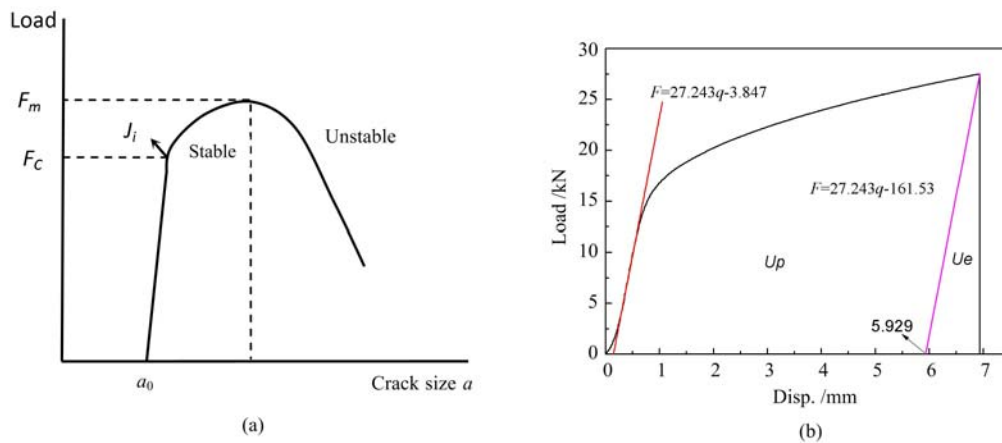 Load
F_m
J_i
Stable
Unstable
F_C
a_0
Crack size a
(a)
30
25
20
15
10
5
0
Load /kN
F=27.243q-3.847
F=27.243q-161.53
Up
Ue
5.929
0 1 2 3 4 5 6 7
Disp. /mm
(b)